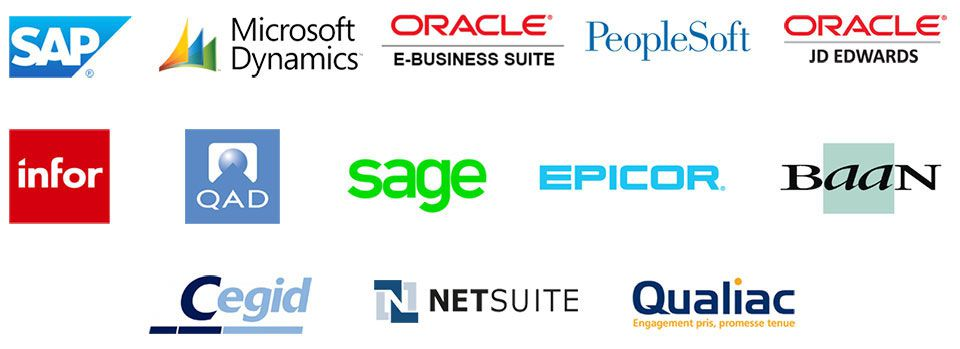 SAP®
Microsoft Dynamics
ORACLE®
E-BUSINESS SUITE
PeopleSoft
ORACLE®
JD EDWARDS
infor
QAD
sage
EPICOR®
BAAN
Cegid
NETSUITE
Qualiac
Engagement pris, promesse tenue